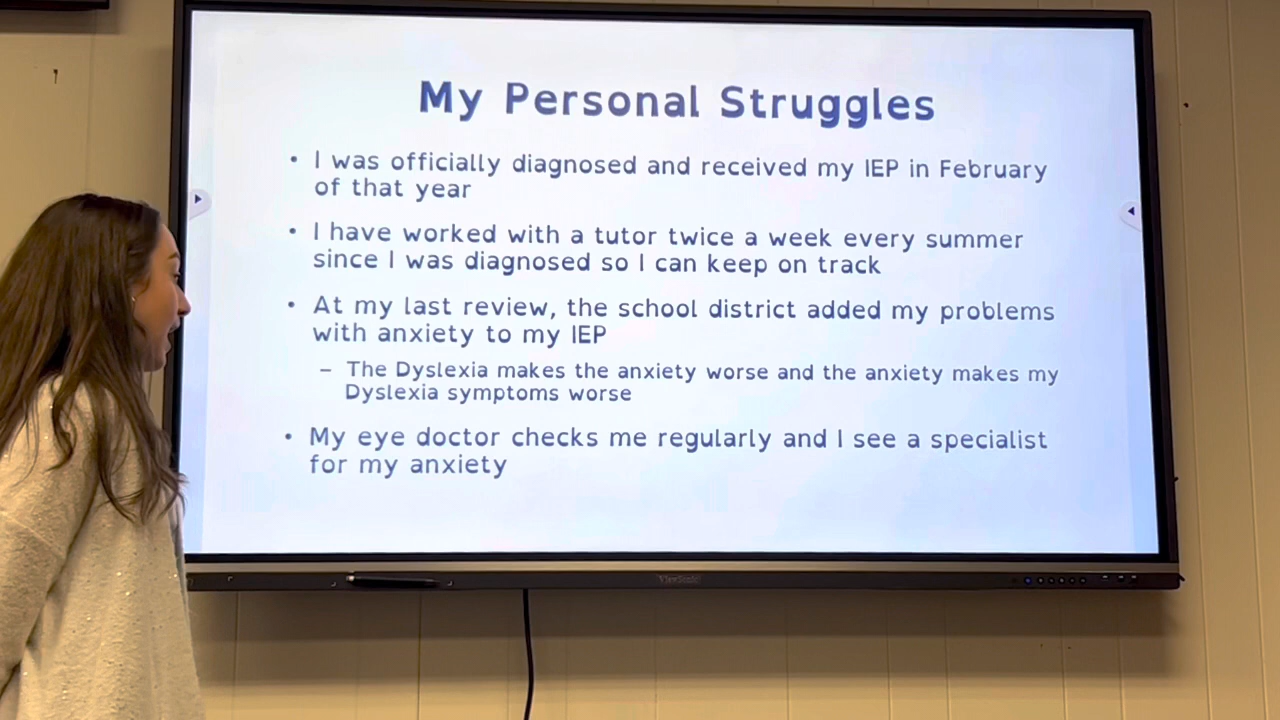 My Personal Struggles
• I was officially diagnosed and received my IEP in February
of that year
• I have worked with a tutor twice a week every summer
since I was diagnosed so I can keep on track
• At my last review, the school district added my problems
with anxiety to my IEP
– The Dyslexia makes the anxiety worse and the anxiety makes my
Dyslexia symptoms worse
• My eye doctor checks me regularly and I see a specialist
for my anxiety
ViewSonic